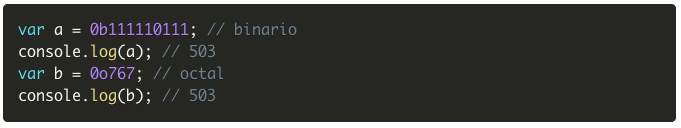 var a = 0b111110111; // binario
console.log(a); // 503
var b = 0o767; // octal
console.log(b); // 503